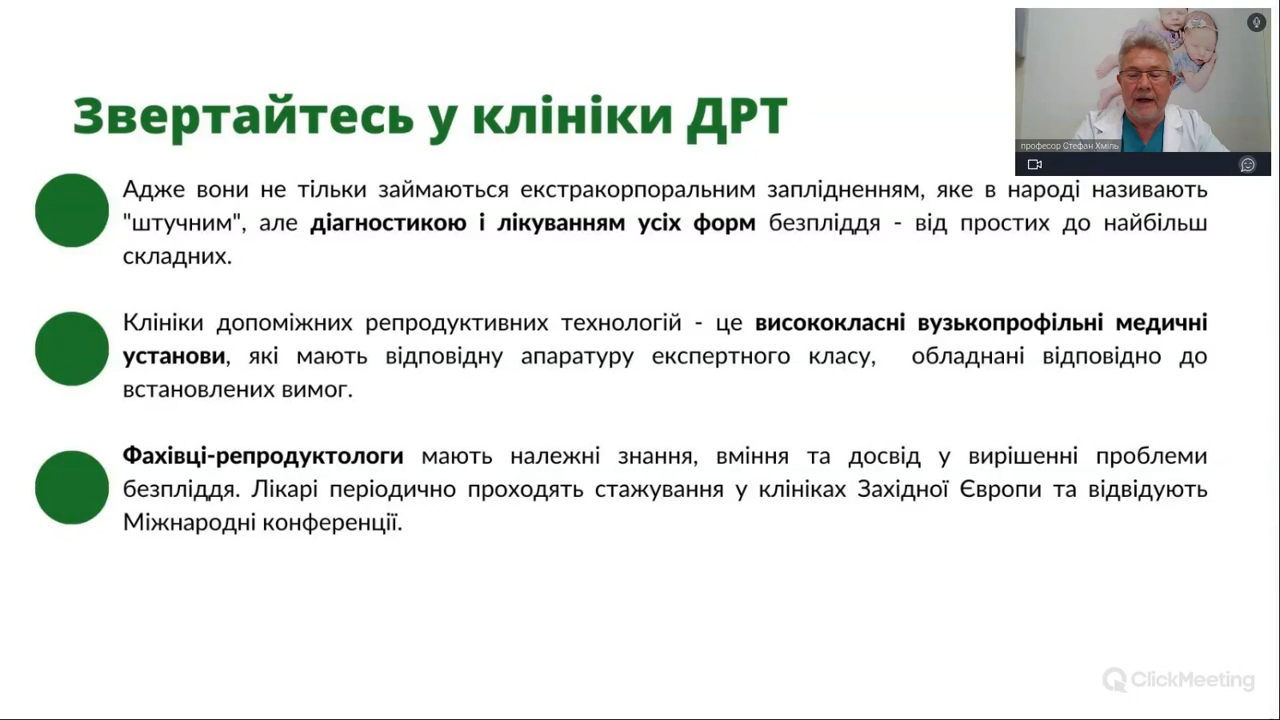 Звертайтесь у клініки ДРТ
професор Стефан Хміль
Адже вони не тільки займаються екстракорпоральним заплідненням, яке в народі називають
"штучним", але діагностикою і лікуванням усіх форм безпліддя - від простих до найбільш
складних.
Клініки допоміжних репродуктивних технологій - це висококласні вузькопрофільні медичні
установи, які мають відповідну апаратуру експертного класу, обладнані відповідно до
встановлених вимог.
Фахівці-репродуктологи мають належні знання, вміння та досвід у вирішенні проблеми
безпліддя. Лікарі періодично проходять стажування у клініках Західної Європи та відвідують
Міжнародні конференції.
ClickMeeting